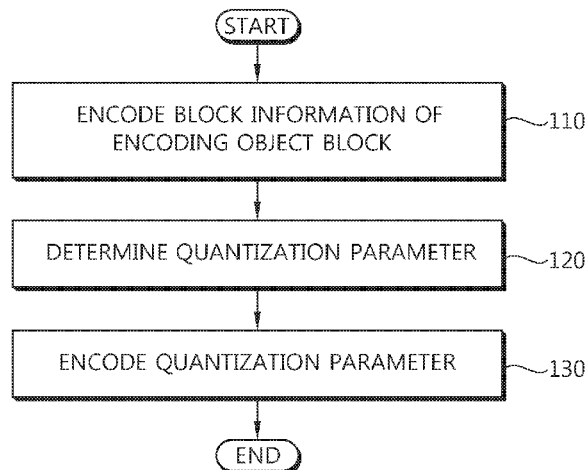 START
ENCODE BLOCK INFORMATION OF
ENCODING OBJECT BLOCK
110
DETERMINE QUANTIZATION PARAMETER
120
ENCODE QUANTIZATION PARAMETER
130
END